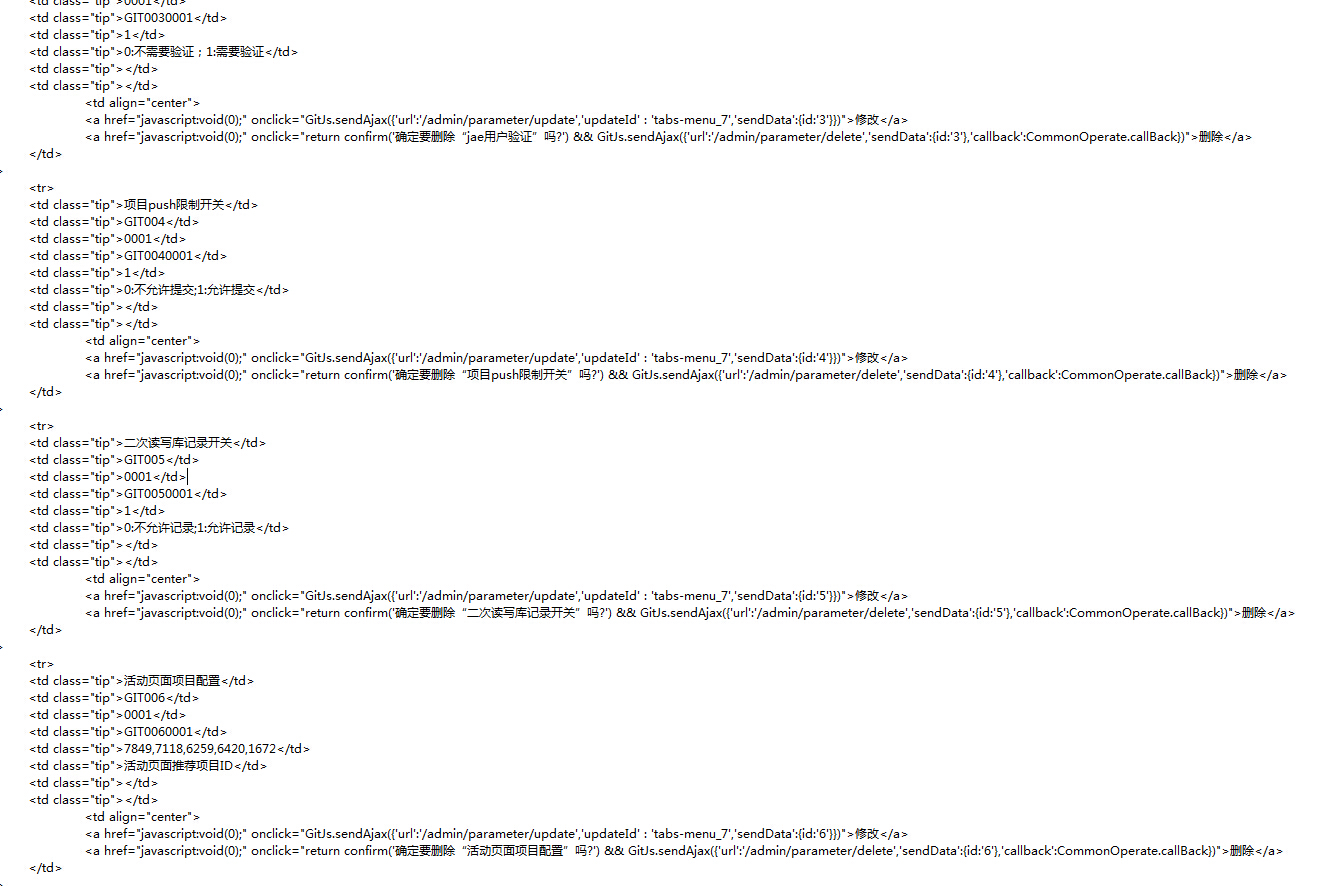 <td class="tip">0001</td>
<td class="tip">GIT0030001</td>
<td class="tip">1</td>
<td class="tip">0:不需要验证；1:需要验证</td>
<td class="tip"></td>
<td class="tip"></td>
<td align="center">
<a href="javascript:void(0);" onclick="GitJs.sendAjax({'url':'/admin/parameter/update','updateId' : 'tabs-menu_7','sendData':{id:'3'}})">修改</a>
<a href="javascript:void(0);" onclick="return confirm('确定要删除“jae用户验证”吗?') && GitJs.sendAjax({'url':'/admin/parameter/delete','sendData':{id:'3'},'callback':CommonOperate.callBack})">删除</a>
</td>
>
<tr>
<td class="tip">项目push限制开关</td>
<td class="tip">GIT004</td>
<td class="tip">0001</td>
<td class="tip">GIT0040001</td>
<td class="tip">1</td>
<td class="tip">0:不允许提交;1:允许提交</td>
<td class="tip"></td>
<td class="tip"></td>
<td align="center">
<a href="javascript:void(0);" onclick="GitJs.sendAjax({'url':'/admin/parameter/update','updateId' : 'tabs-menu_7','sendData':{id:'4'}})">修改</a>
<a href="javascript:void(0);" onclick="return confirm('确定要删除“项目push限制开关”吗?') && GitJs.sendAjax({'url':'/admin/parameter/delete','sendData':{id:'4'},'callback':CommonOperate.callBack})">删除</a>
</td>
>
<tr>
<td class="tip">二次读写库记录开关</td>
<td class="tip">GIT005</td>
<td class="tip">0001</td>
<td class="tip">GIT0050001</td>
<td class="tip">1</td>
<td class="tip">0:不允许记录;1:允许记录</td>
<td class="tip"></td>
<td class="tip"></td>
<td align="center">
<a href="javascript:void(0);" onclick="GitJs.sendAjax({'url':'/admin/parameter/update','updateId' : 'tabs-menu_7','sendData':{id:'5'}})">修改</a>
<a href="javascript:void(0);" onclick="return confirm('确定要删除“二次读写库记录开关”吗?') && GitJs.sendAjax({'url':'/admin/parameter/delete','sendData':{id:'5'},'callback':CommonOperate.callBack})">删除</a>
</td>
>
<tr>
<td class="tip">活动页面项目配置</td>
<td class="tip">GIT006</td>
<td class="tip">0001</td>
<td class="tip">GIT0060001</td>
<td class="tip">7849,7118,6259,6420,1672</td>
<td class="tip">活动页面推荐项目ID</td>
<td class="tip"></td>
<td class="tip"></td>
<td align="center">
<a href="javascript:void(0);" onclick="GitJs.sendAjax({'url':'/admin/parameter/update','updateId' : 'tabs-menu_7','sendData':{id:'6'}})">修改</a>
<a href="javascript:void(0);" onclick="return confirm('确定要删除“活动页面项目配置”吗?') && GitJs.sendAjax({'url':'/admin/parameter/delete','sendData':{id:'6'},'callback':CommonOperate.callBack})">删除</a>
</td>
>